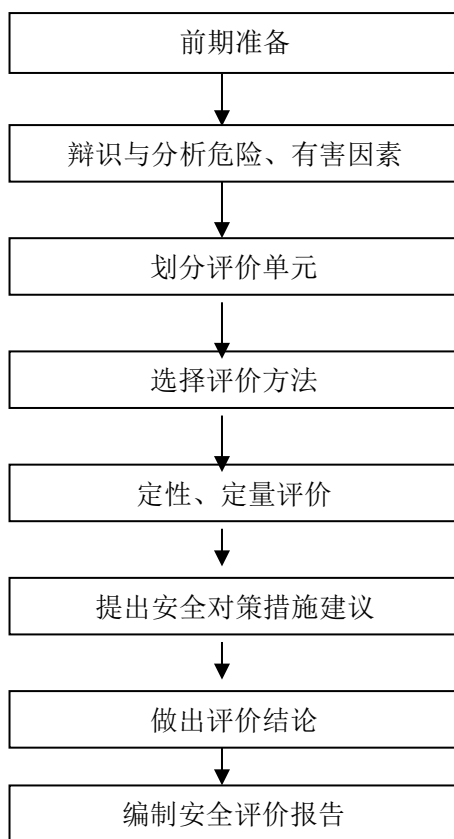 前期准备
辩识与分析危险、有害因素
划分评价单元
选择评价方法
定性、定量评价
提出安全对策措施建议
做出评价结论
编制安全评价报告